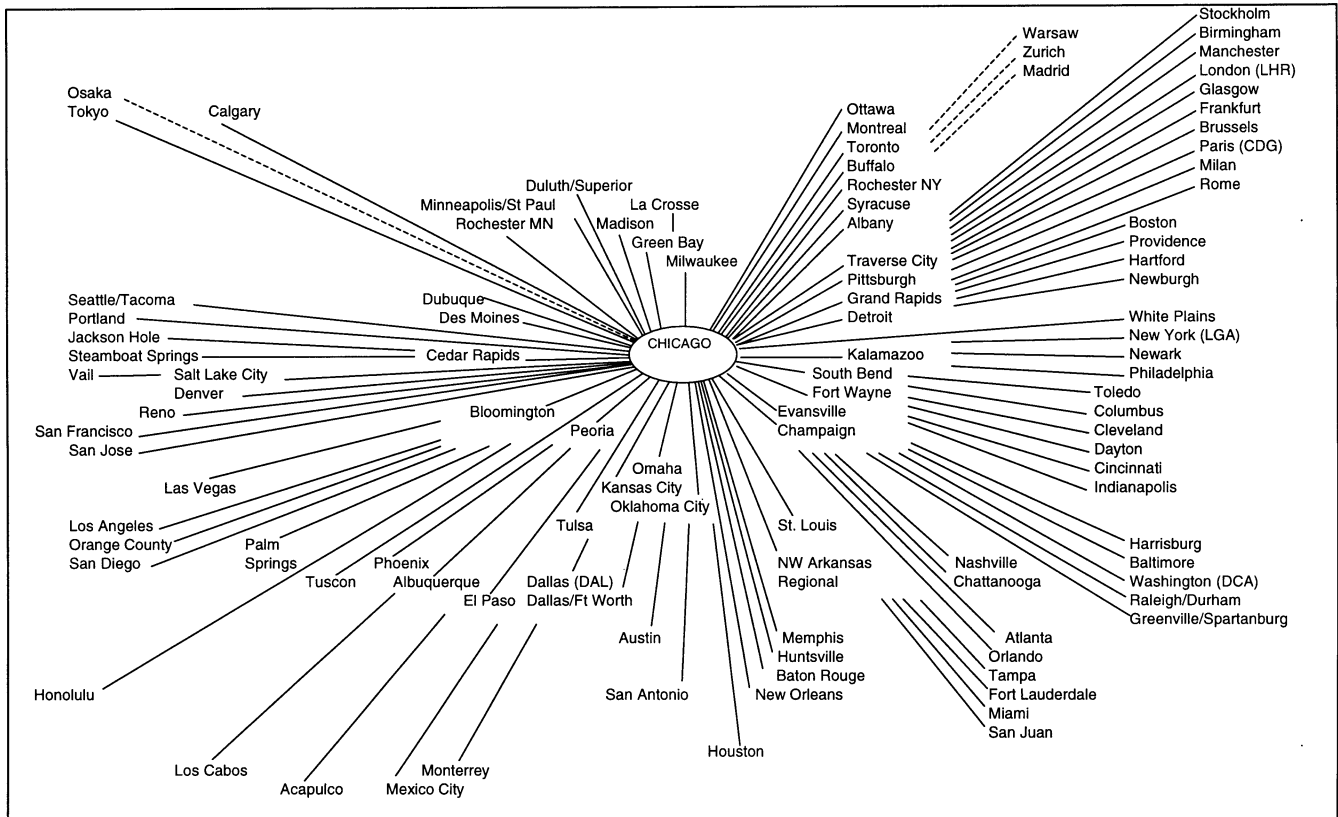 Stockholm
Birmingham
Manchester
London (LHR)
Glasgow
Frankfurt
Brussels
Paris (CDG)
Milan
Rome
Warsaw
Zurich
Madrid
Osaka
Tokyo
Calgary
Ottawa
Montreal
Toronto
Buffalo
Rochester NY
Syracuse
Albany
Duluth/Superior
Minneapolis/St Paul
La Crosse
Rochester MN
Madison
Green Bay
Milwaukee
Boston
Providence
Hartford
Newburgh
Traverse City
Pittsburgh
Grand Rapids
Detroit
Seattle/Tacoma
Portland
Jackson Hole
Steamboat Springs
Vail
Salt Lake City
Denver
Reno
San Francisco
San Jose
Dubuque
Des Moines
Cedar Rapids
CHICAGO
White Plains
New York (LGA)
Newark
Philadelphia
Kalamazoo
South Bend
Fort Wayne
Evansville
Champaign
Toledo
Columbus
Cleveland
Dayton
Cincinnati
Indianapolis
Bloomington
Peoria
Las Vegas
Omaha
Kansas City
Oklahoma City
Los Angeles
Orange County
San Diego
Palm
Springs
Tulsa
St. Louis
Tuscon
Phoenix
Albuquerque
El Paso
Dallas (DAL)
Dallas/Ft Worth
NW Arkansas
Regional
Nashville
Chattanooga
Harrisburg
Baltimore
Washington (DCA)
Raleigh/Durham
Greenville/Spartanburg
Austin
Memphis
Huntsville
Baton Rouge
New Orleans
San Antonio
Atlanta
Orlando
Tampa
Fort Lauderdale
Miami
San Juan
Honolulu
Houston
Los Cabos
Acapulco
Monterrey
Mexico City